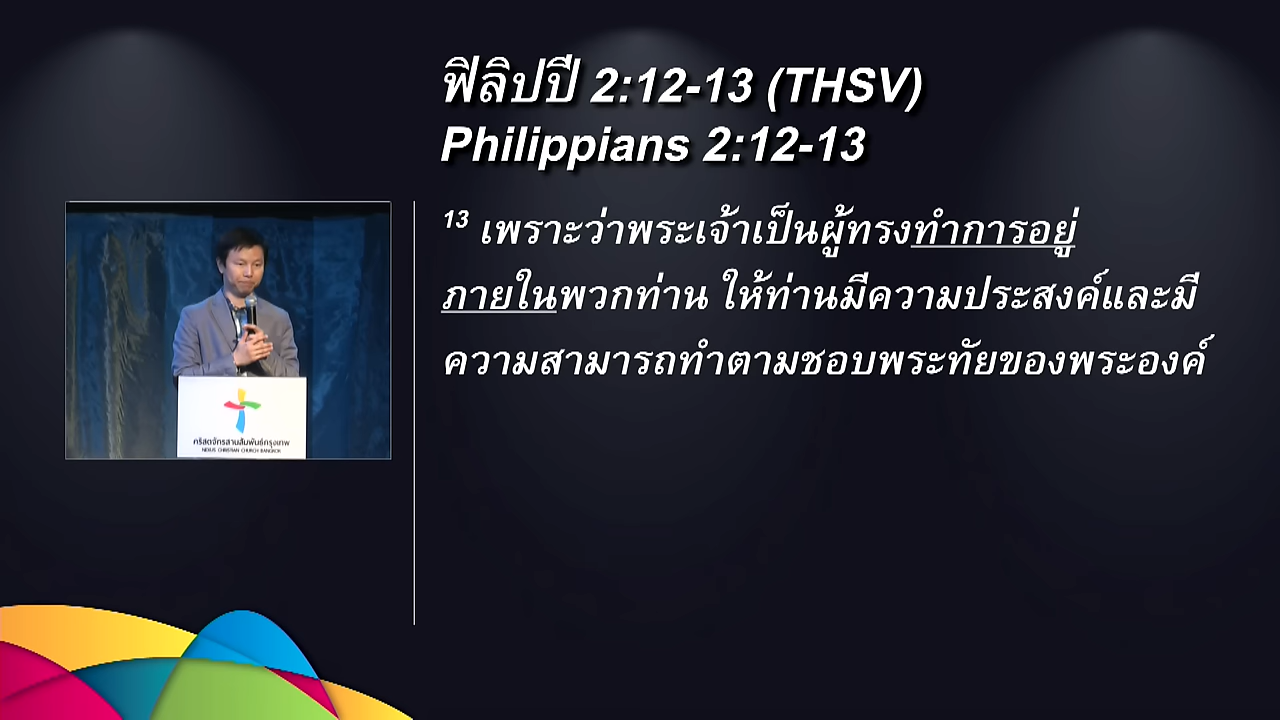 ฟีลิปปี 2:12-13 (THSV)
Philippians 2:12-13
13 เพราะว่าพระเจ้าเป็นผู้ทรงทำการอยู่
ภายในพวกท่าน ให้ท่านมีความประสงค์และมี
ความสามารถทำตามชอบพระทัยของพระองค์
คริสตจักรสานสัมพันธ์กรุงเทพ
NEXUS CHRISTIAN CHURCH BANGKOK